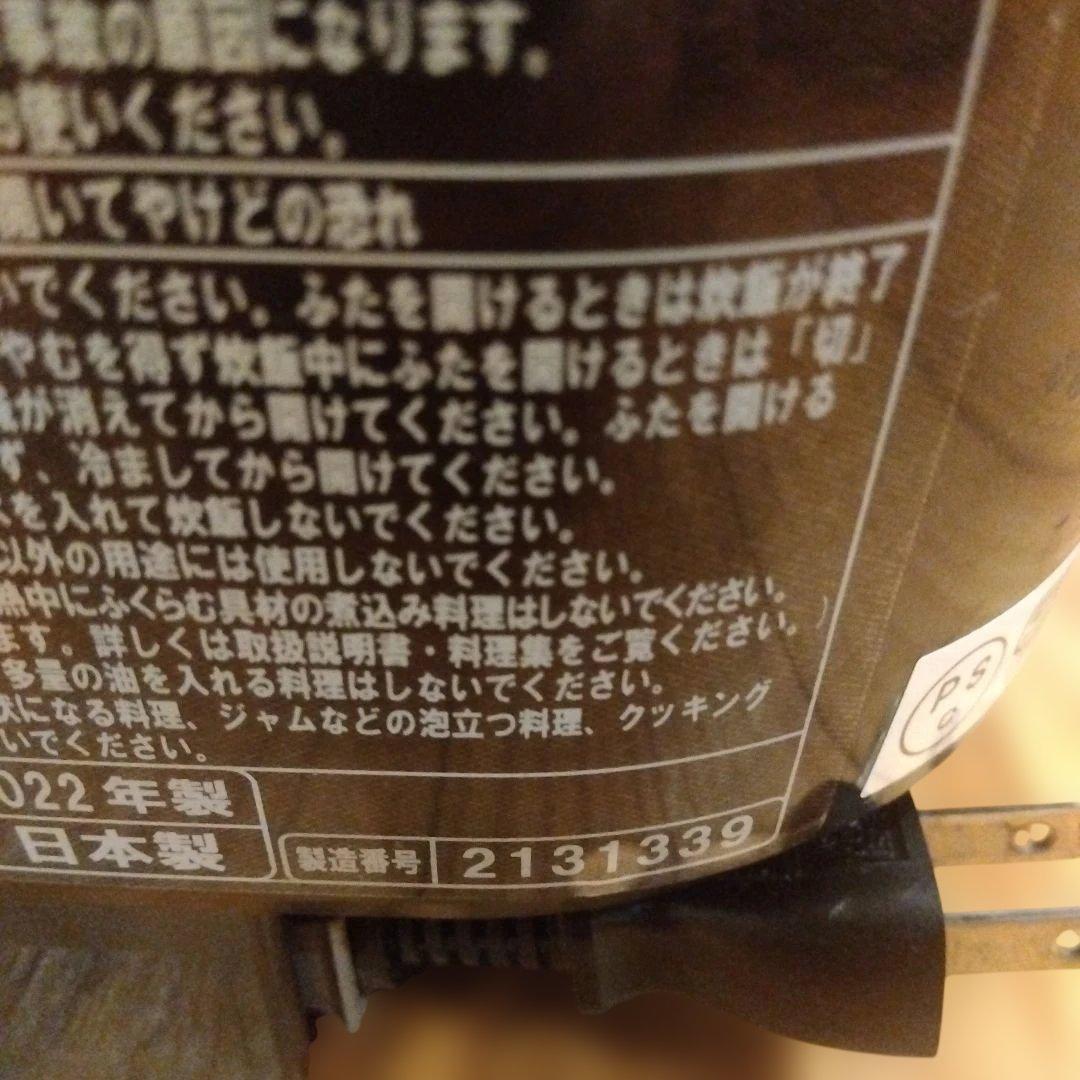 の原因になります。
お使いください。
開いてやけどの恐れ
いでください。ふたを開けるときは炊飯が終了
やむを得ず炊飯中にふたを開けるときは「切」
が消えてから開けてください。ふたを開ける
ず、冷ましてから開けてください。
を入れて炊飯しないでください。
以外の用途には使用しないでください。
熱中にふくらむ具材の煮込み料理はしないでください。
ます。詳しくは取扱説明書・料理集をご覧ください。)
多量の油を入れる料理はしないでください。
状になる料理、ジャムなどの泡立つ料理、クッキング
いでください。
022年製
日本製
製造番号 2131339
PS